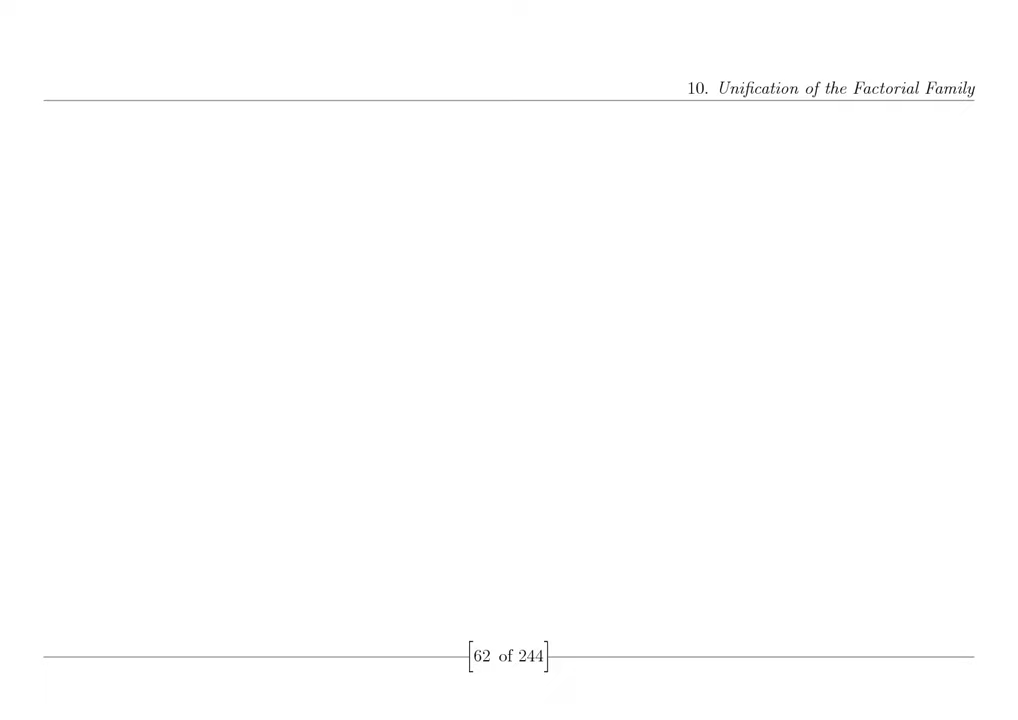 10. Unification of the Factorial Family
[62 of 244]